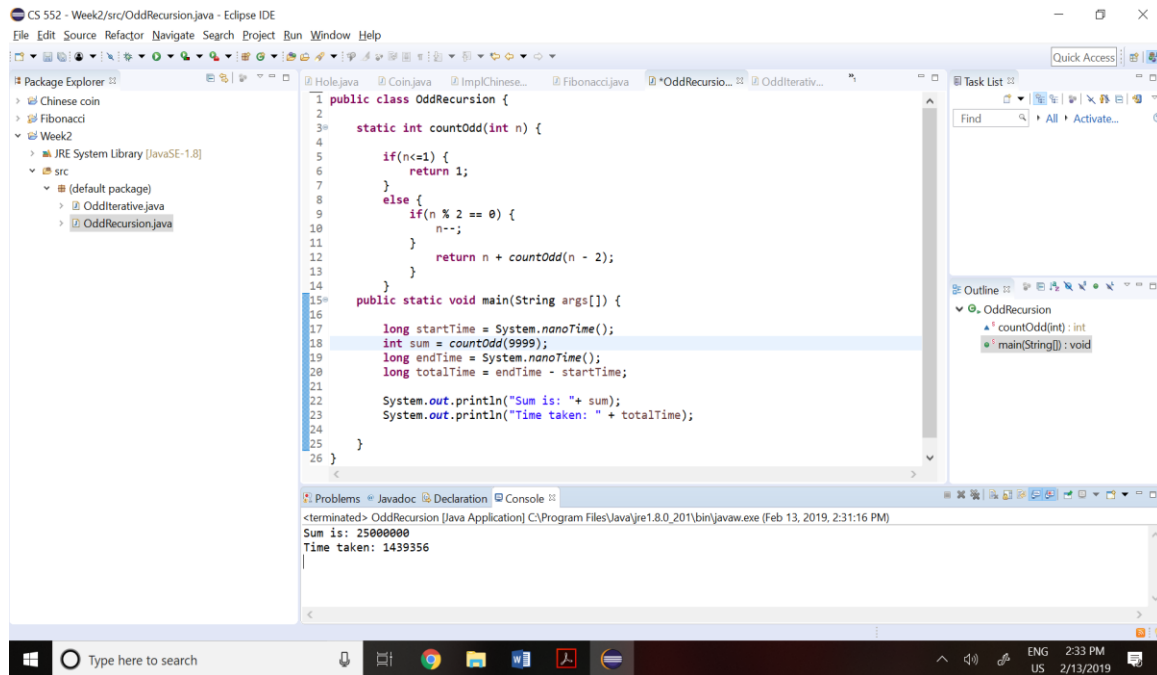 CS 552 - Week2/src/OddRecursion.java - Eclipse IDE
File Edit Source Refactor Navigate Search Project Run Window Help
Quick Access
Package Explorer
Hole.java Coin.java ImplChinese... Fibonacci.java *OddRecursio... OddIterativ...
Task List
Chinese coin
Fibonacci
Week2
JRE System Library [JavaSE-1.8]
src
(default package)
OddIterative.java
OddRecursion.java
1 public class OddRecursion {
2
3 static int countOdd(int n) {
4
5 if(n<=1) {
6 return 1;
7 }
8 else {
9 if(n % 2 == 0) {
10 n--;
11 }
12 return n + countOdd(n - 2);
13 }
14 }
15 public static void main(String args[]) {
16
17 long startTime = System.nanoTime();
18 int sum = countOdd(9999);
19 long endTime = System.nanoTime();
20 long totalTime = endTime - startTime;
21
22 System.out.println("Sum is: "+ sum);
23 System.out.println("Time taken: " + totalTime);
24
25 }
26 }
Find All Activate...
Outline
OddRecursion
countOdd(int) : int
main(String[]) : void
Problems Javadoc Declaration Console
<terminated> OddRecursion [Java Application] C:\Program Files\Java\jre1.8.0_201\bin\javaw.exe (Feb 13, 2019, 2:31:16 PM)
Sum is: 25000000
Time taken: 1439356
Type here to search
ENG
US
2:33 PM
2/13/2019